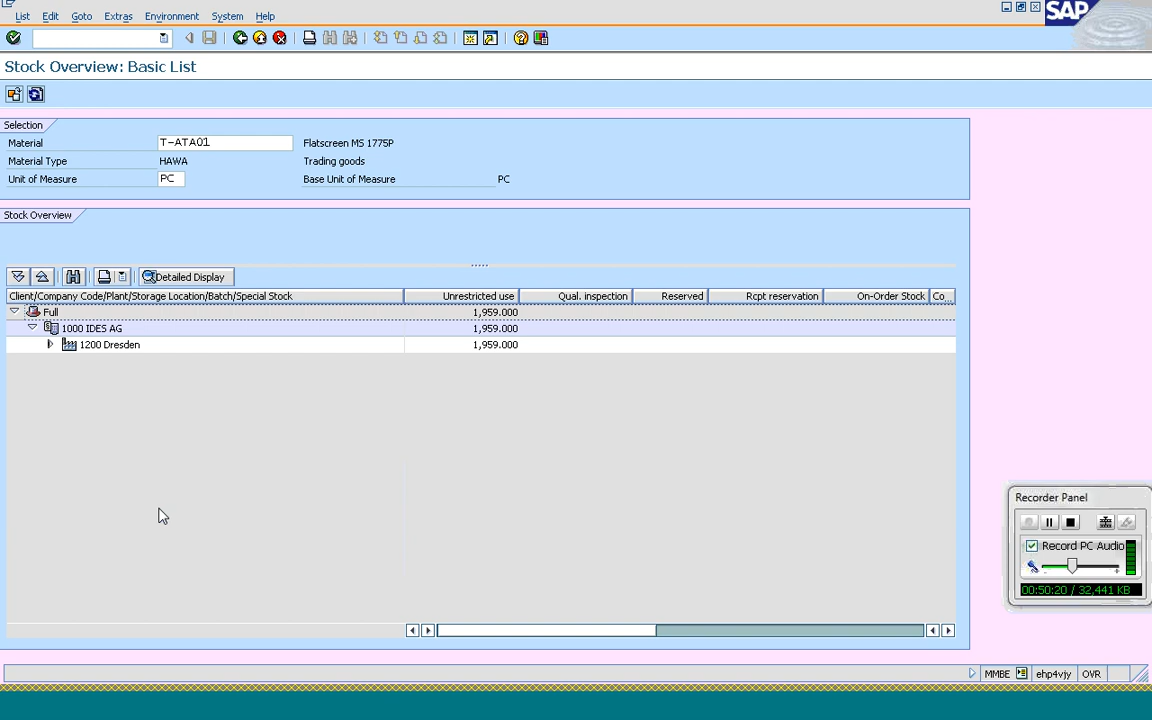 List Edit Goto Extras Environment System Help
SAP
Stock Overview: Basic List
Selection
Material T-ATA01 Flatscreen MS 1775P
Material Type HAWA Trading goods
Unit of Measure PC Base Unit of Measure PC
Stock Overview
Detailed Display
Client/Company Code/Plant/Storage Location/Batch/Special Stock Unrestricted use Qual. inspection Reserved Rcpt reservation On-Order Stock Co...
Full 1,959.000
1000 IDES AG 1,959.000
1200 Dresden 1,959.000
Recorder Panel
Record PC Audio
00:50:20 / 32,441 KB
MMBE ehp4vjy OVR